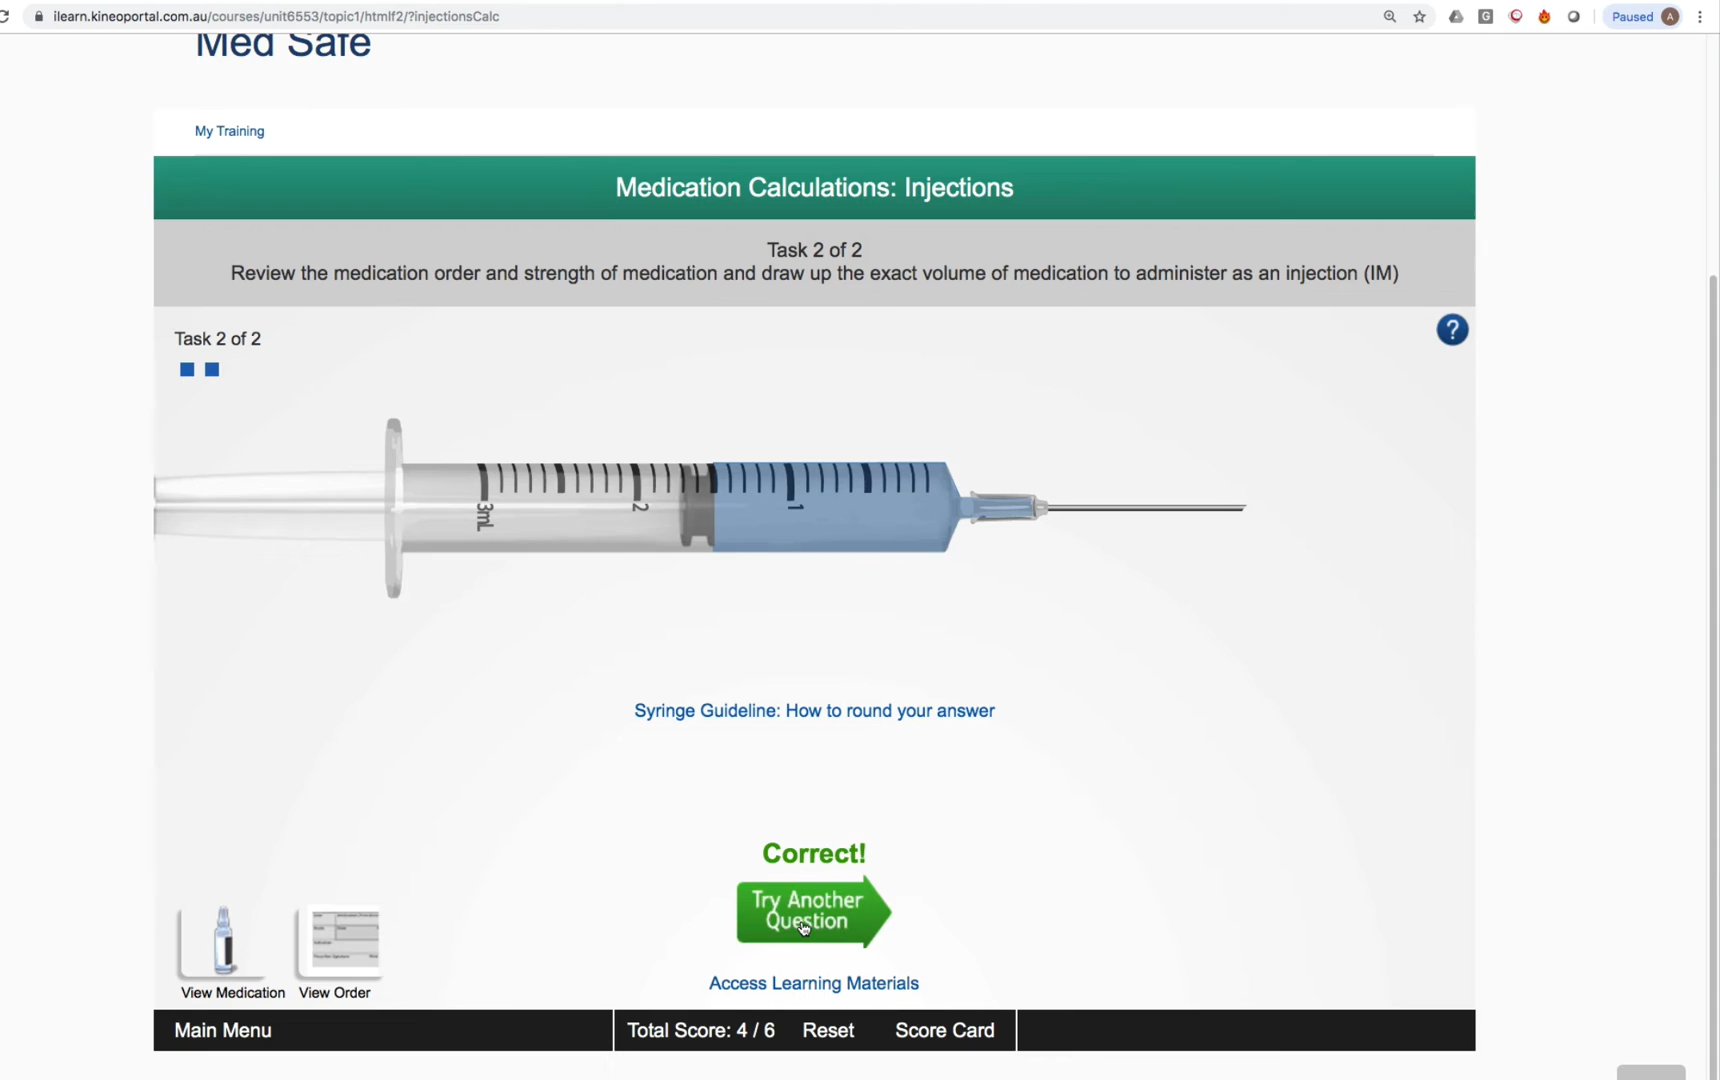 ilearn.kineoportal.com.au/courses/unit6553/topic1/htmlf2/?injectionsCalc
Paused A
Med Safe
My Training
Medication Calculations: Injections
Task 2 of 2
Review the medication order and strength of medication and draw up the exact volume of medication to administer as an injection (IM)
Task 2 of 2
?
3mL 2 1
Syringe Guideline: How to round your answer
Correct!
Try Another
Question
Access Learning Materials
View Medication View Order
Main Menu Total Score: 4 / 6 Reset Score Card